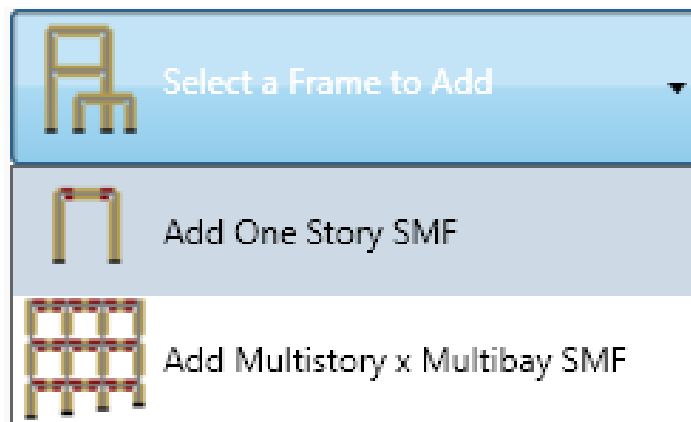 Select a Frame to Add
Add One Story SMF
Add Multistory x Multibay SMF